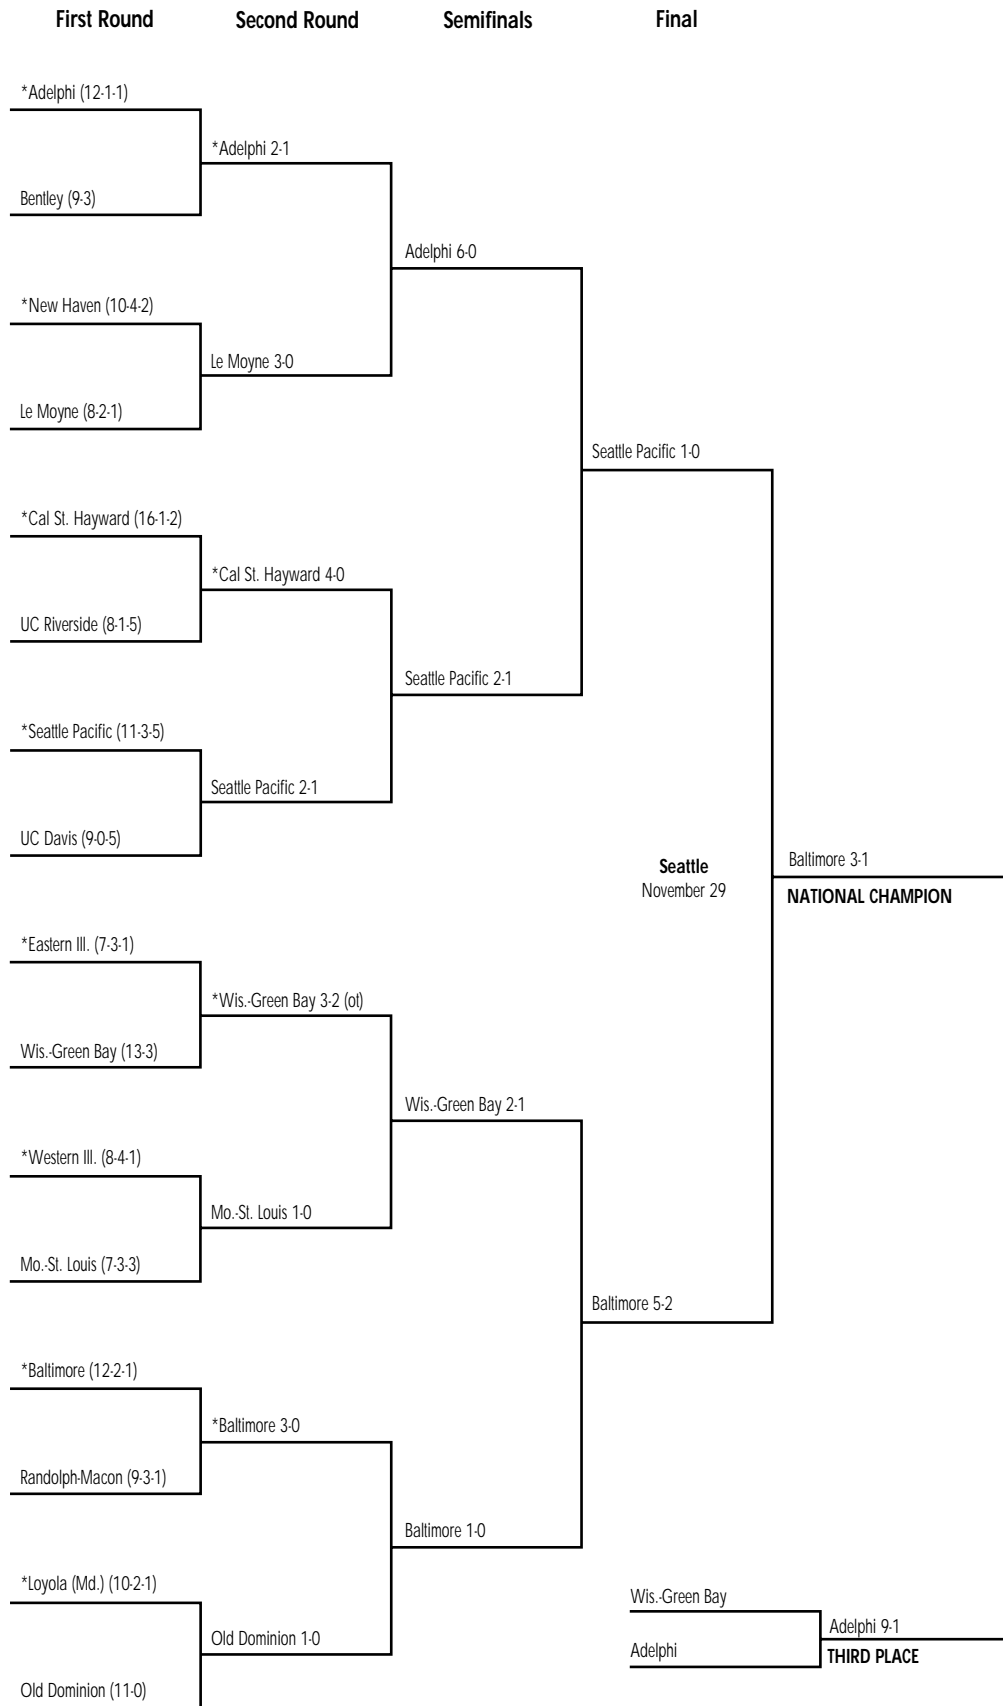 First Round Second Round Semifinals Final
*Adelphi (12-1-1)
*Adelphi 2-1
Bentley (9-3)
Adelphi 6-0
*New Haven (10-4-2)
Le Moyne 3-0
Le Moyne (8-2-1)
Seattle Pacific 1-0
*Cal St. Hayward (16-1-2)
*Cal St. Hayward 4-0
UC Riverside (8-1-5)
Seattle Pacific 2-1
*Seattle Pacific (11-3-5)
Seattle Pacific 2-1
UC Davis (9-0-5)
Seattle
November 29
Baltimore 3-1
NATIONAL CHAMPION
*Eastern Ill. (7-3-1)
*Wis.-Green Bay 3-2 (ot)
Wis.-Green Bay (13-3)
Wis.-Green Bay 2-1
*Western Ill. (8-4-1)
Mo.-St. Louis 1-0
Mo.-St. Louis (7-3-3)
Baltimore 5-2
*Baltimore (12-2-1)
*Baltimore 3-0
Randolph-Macon (9-3-1)
Baltimore 1-0
*Loyola (Md.) (10-2-1)
Old Dominion 1-0
Old Dominion (11-0)
Wis.-Green Bay
Adelphi
Adelphi 9-1
THIRD PLACE